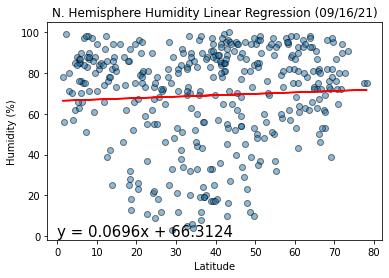 N. Hemisphere Humidity Linear Regression (09/16/21)
Humidity (%)
100
80
60
40
20
0
y = 0.0696x + 66.3124
0 10 20 30 40 50 60 70 80
Latitude